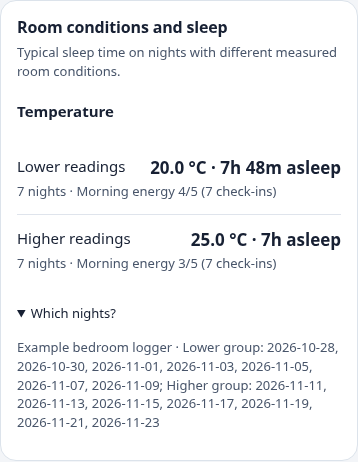 Room conditions and sleep
Typical sleep time on nights with different measured
room conditions.
Temperature
Lower readings 20.0 °C · 7h 48m asleep
7 nights · Morning energy 4/5 (7 check-ins)
Higher readings 25.0 °C · 7h asleep
7 nights · Morning energy 3/5 (7 check-ins)
▼ Which nights?
Example bedroom logger · Lower group: 2026-10-28,
2026-10-30, 2026-11-01, 2026-11-03, 2026-11-05,
2026-11-07, 2026-11-09; Higher group: 2026-11-11,
2026-11-13, 2026-11-15, 2026-11-17, 2026-11-19,
2026-11-21, 2026-11-23